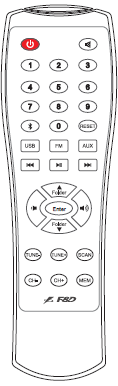 1 2 3
4 5 6
7 8 9
0 RESET
USB FM AUX
Folder
Enter
Folder
TUNE- TUNE+ SCAN
CH- CH+ MEM
F&D